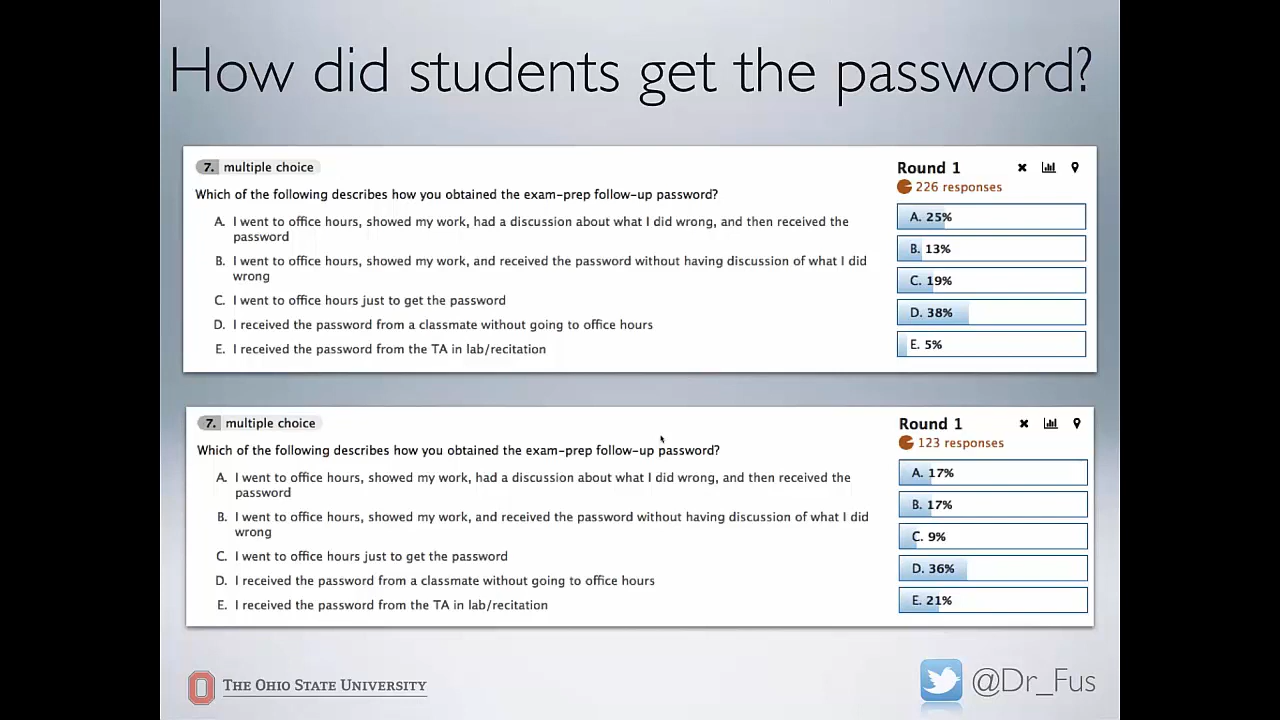 How did students get the password?
7. multiple choice
Which of the following describes how you obtained the exam-prep follow-up password?
A. I went to office hours, showed my work, had a discussion about what I did wrong, and then received the
password
B. I went to office hours, showed my work, and received the password without having discussion of what I did
wrong
C. I went to office hours just to get the password
D. I received the password from a classmate without going to office hours
E. I received the password from the TA in lab/recitation
Round 1
226 responses
A. 25%
B. 13%
C. 19%
D. 38%
E. 5%
7. multiple choice
Which of the following describes how you obtained the exam-prep follow-up password?
A. I went to office hours, showed my work, had a discussion about what I did wrong, and then received the
password
B. I went to office hours, showed my work, and received the password without having discussion of what I did
wrong
C. I went to office hours just to get the password
D. I received the password from a classmate without going to office hours
E. I received the password from the TA in lab/recitation
Round 1
123 responses
A. 17%
B. 17%
C. 9%
D. 36%
E. 21%
THE OHIO STATE UNIVERSITY
@Dr_Fus